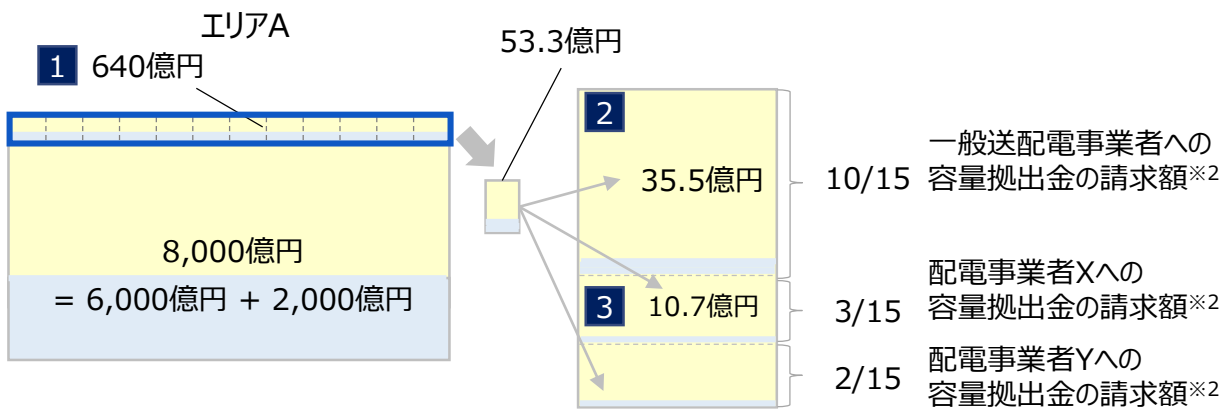 エリアA
1 640億円
53.3億円
8,000億円
= 6,000億円 + 2,000億円
2
35.5億円
10/15
一般送配電事業者への
容量拠出金の請求額※2
3 10.7億円
3/15
配電事業者Xへの
容量拠出金の請求額※2
2/15
配電事業者Yへの
容量拠出金の請求額※2